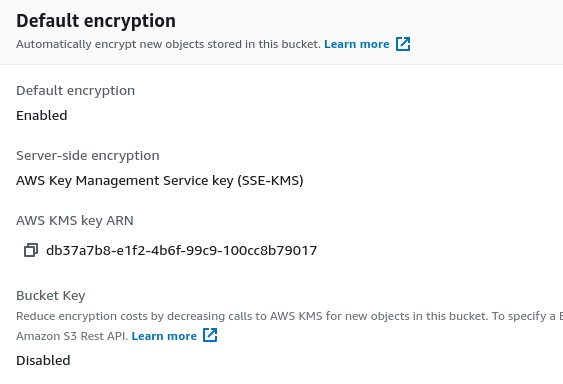 Default encryption
Automatically encrypt new objects stored in this bucket. Learn more
Default encryption
Enabled
Server-side encryption
AWS Key Management Service key (SSE-KMS)
AWS KMS key ARN
db37a7b8-e1f2-4b6f-99c9-100cc8b79017
Bucket Key
Reduce encryption costs by decreasing calls to AWS KMS for new objects in this bucket. To specify a
Amazon S3 Rest API. Learn more
Disabled